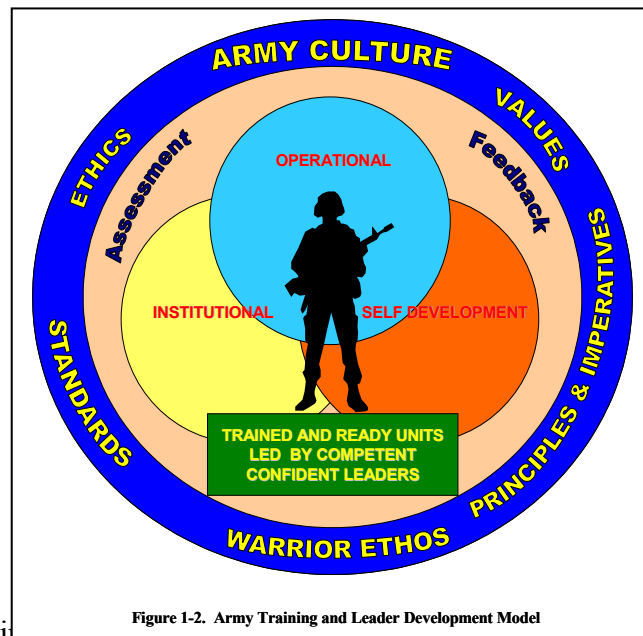 ARMY CULTURE
ETHICS
VALUES
Assessment
Feedback
OPERATIONAL
INSTITUTIONAL
SELF DEVELOPMENT
STANDARDS
PRINCIPLES & IMPERATIVES
TRAINED AND READY UNITS
LED BY COMPETENT
CONFIDENT LEADERS
WARRIOR ETHOS
Figure 1-2. Army Training and Leader Development Model